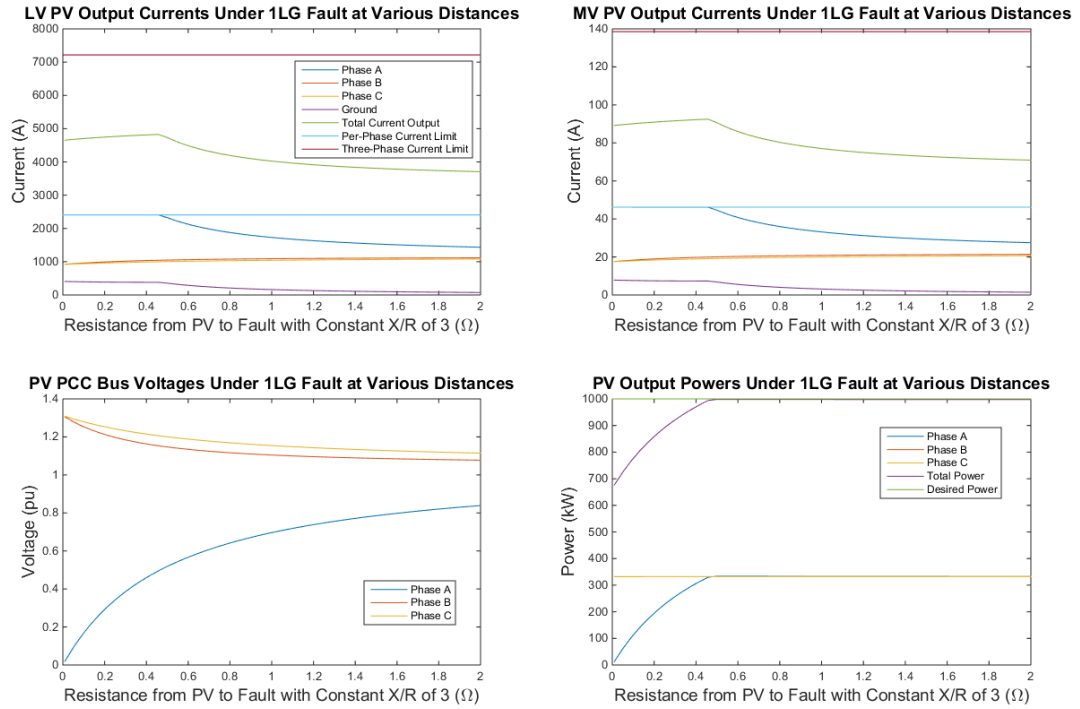 LV PV Output Currents Under 1LG Fault at Various Distances
8000
7000
6000
5000
4000
3000
2000
1000
0
Current (A)
Phase A
Phase B
Phase C
Ground
Total Current Output
Per-Phase Current Limit
Three-Phase Current Limit
0 0.2 0.4 0.6 0.8 1 1.2 1.4 1.6 1.8 2
Resistance from PV to Fault with Constant X/R of 3 (Ω)
MV PV Output Currents Under 1LG Fault at Various Distances
140
120
100
80
60
40
20
0
Current (A)
0 0.2 0.4 0.6 0.8 1 1.2 1.4 1.6 1.8 2
Resistance from PV to Fault with Constant X/R of 3 (Ω)
PV PCC Bus Voltages Under 1LG Fault at Various Distances
1.4
1.2
1
0.8
0.6
0.4
0.2
0
Voltage (pu)
Phase A
Phase B
Phase C
0 0.2 0.4 0.6 0.8 1 1.2 1.4 1.6 1.8 2
Resistance from PV to Fault with Constant X/R of 3 (Ω)
PV Output Powers Under 1LG Fault at Various Distances
1000
900
800
700
600
500
400
300
200
100
0
Power (kW)
Phase A
Phase B
Phase C
Total Power
Desired Power
0 0.2 0.4 0.6 0.8 1 1.2 1.4 1.6 1.8 2
Resistance from PV to Fault with Constant X/R of 3 (Ω)